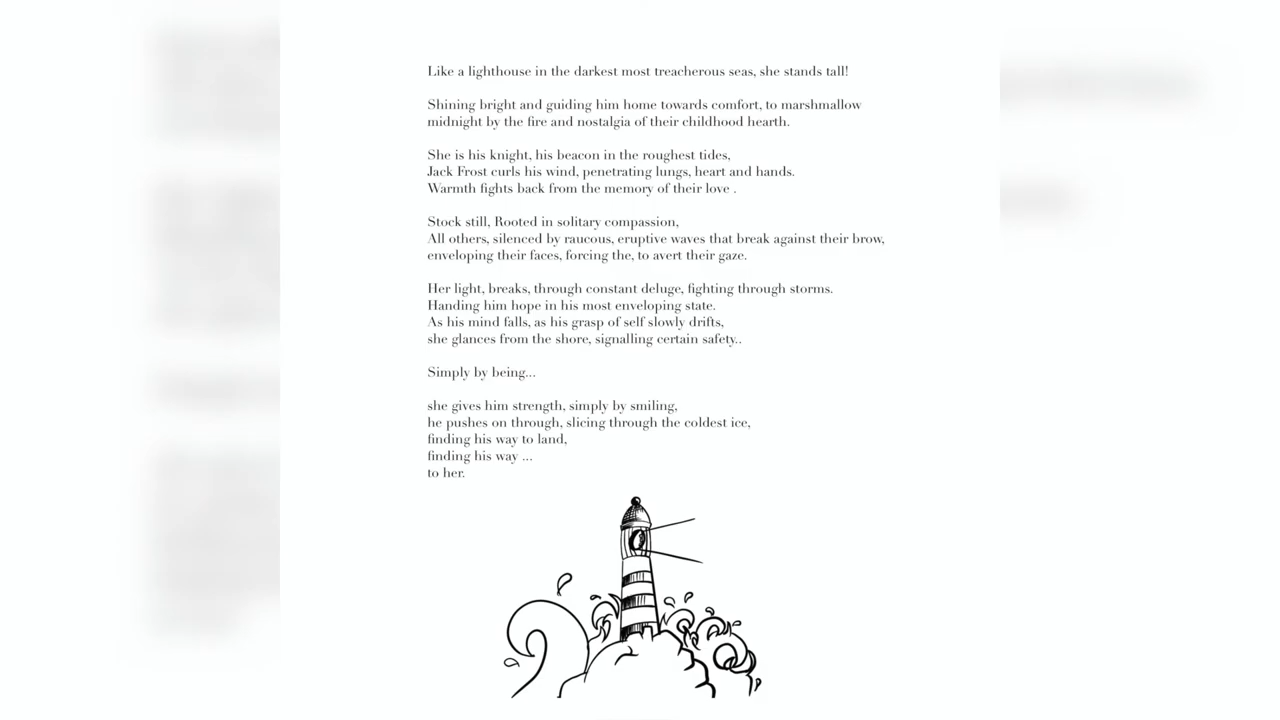 Like a lighthouse in the darkest most treacherous seas, she stands tall!
Shining bright and guiding him home towards comfort, to marshmallow
midnight by the fire and nostalgia of their childhood hearth.
She is his knight, his beacon in the roughest tides,
Jack Frost curls his wind, penetrating lungs, heart and hands.
Warmth fights back from the memory of their love .
Stock still, Rooted in solitary compassion,
All others, silenced by raucous, eruptive waves that break against their brow,
enveloping their faces, forcing the, to avert their gaze.
Her light, breaks, through constant deluge, fighting through storms.
Handing him hope in his most enveloping state.
As his mind falls, as his grasp of self slowly drifts,
she glances from the shore, signalling certain safety..
Simply by being...
she gives him strength, simply by smiling,
he pushes on through, slicing through the coldest ice,
finding his way to land,
finding his way ...
to her.